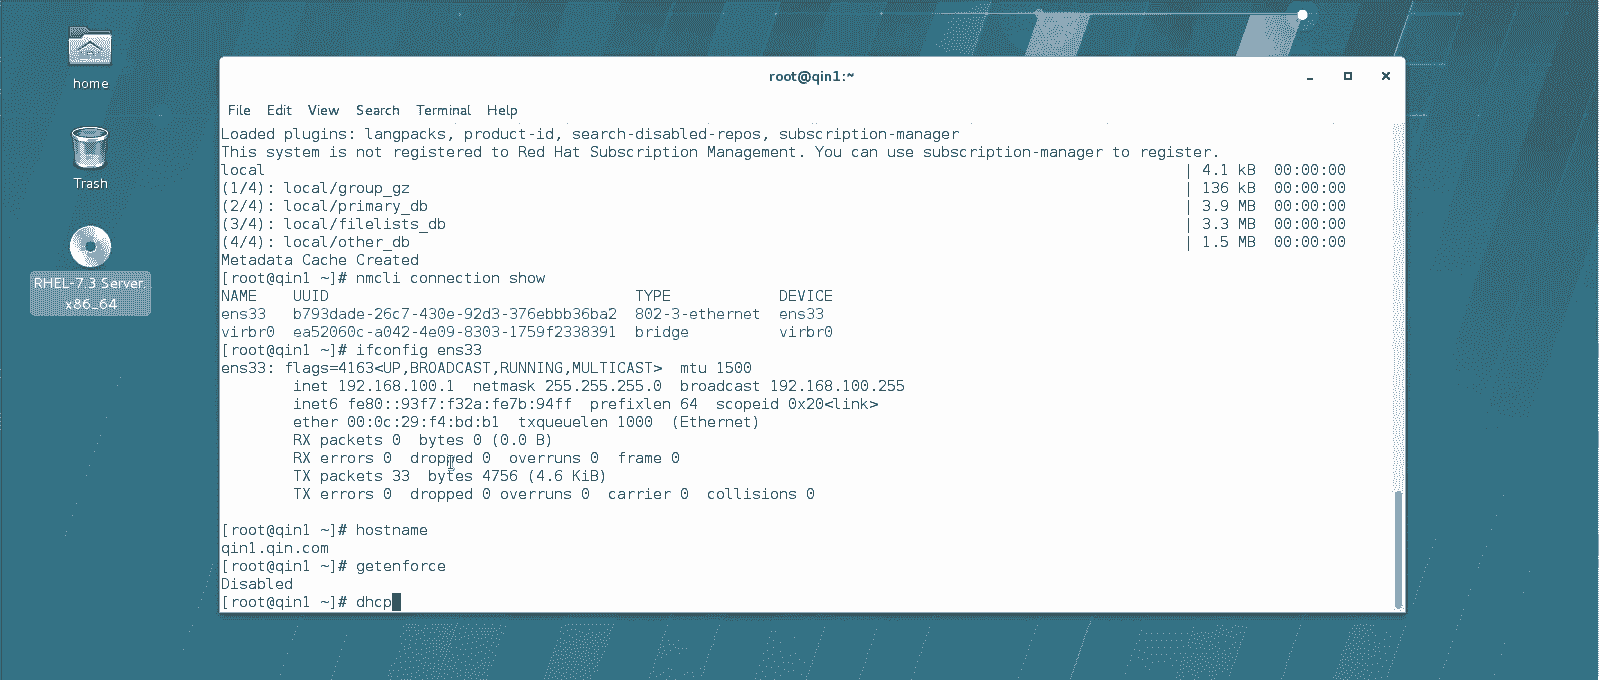 home
Trash
RHEL-7.3 Server.
x86_64
root@qin1:~
File Edit View Search Terminal Help
Loaded plugins: langpacks, product-id, search-disabled-repos, subscription-manager
This system is not registered to Red Hat Subscription Management. You can use subscription-manager to register.
local | 4.1 kB 00:00:00
(1/4): local/group_gz | 136 kB 00:00:00
(2/4): local/primary_db | 3.9 MB 00:00:00
(3/4): local/filelists_db | 3.3 MB 00:00:00
(4/4): local/other_db | 1.5 MB 00:00:00
Metadata Cache Created
[root@qin1 ~]# nmcli connection show
NAME UUID TYPE DEVICE
ens33 b793dade-26c7-430e-92d3-376ebbb36ba2 802-3-ethernet ens33
virbr0 ea52060c-a042-4e09-8303-1759f2338391 bridge virbr0
[root@qin1 ~]# ifconfig ens33
ens33: flags=4163<UP,BROADCAST,RUNNING,MULTICAST> mtu 1500
inet 192.168.100.1 netmask 255.255.255.0 broadcast 192.168.100.255
inet6 fe80::93f7:f32a:fe7b:94ff prefixlen 64 scopeid 0x20<link>
ether 00:0c:29:f4:bd:b1 txqueuelen 1000 (Ethernet)
RX packets 0 bytes 0 (0.0 B)
RX errors 0 dropped 0 overruns 0 frame 0
TX packets 33 bytes 4756 (4.6 KiB)
TX errors 0 dropped 0 overruns 0 carrier 0 collisions 0
[root@qin1 ~]# hostname
qin1.qin.com
[root@qin1 ~]# getenforce
Disabled
[root@qin1 ~]# dhcp